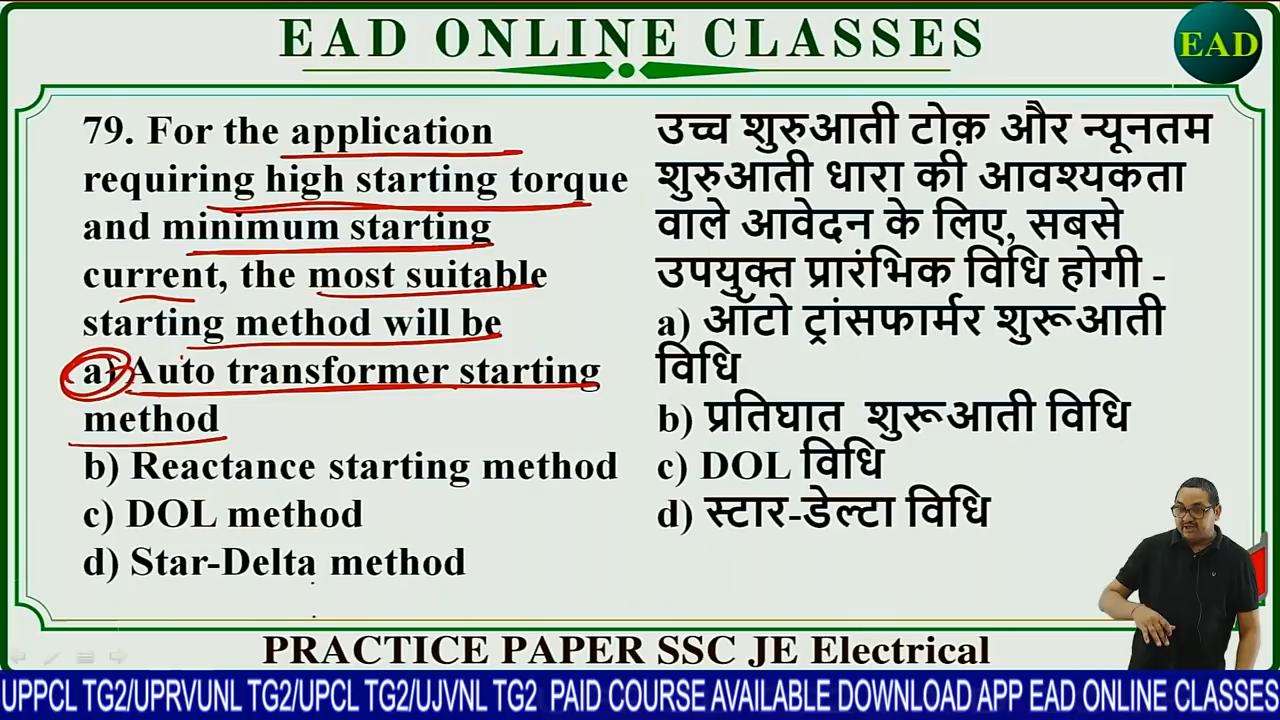 EAD ONLINE CLASSES
EAD
79. For the application
requiring high starting torque
and minimum starting
current, the most suitable
starting method will be
a) Auto transformer starting
method
b) Reactance starting method
c) DOL method
d) Star-Delta method
उच्च शुरुआती टोक़ और न्यूनतम
शुरुआती धारा की आवश्यकता
वाले आवेदन के लिए, सबसे
उपयुक्त प्रारंभिक विधि होगी -
a) ऑटो ट्रांसफार्मर शुरूआती
विधि
b) प्रतिघात शुरूआती विधि
c) DOL विधि
d) स्टार-डेल्टा विधि
PRACTICE PAPER SSC JE Electrical
UPPCL TG2/UPRVUNL TG2/UPCL TG2/UJVNL TG2 PAID COURSE AVAILABLE DOWNLOAD APP EAD ONLINE CLASSES